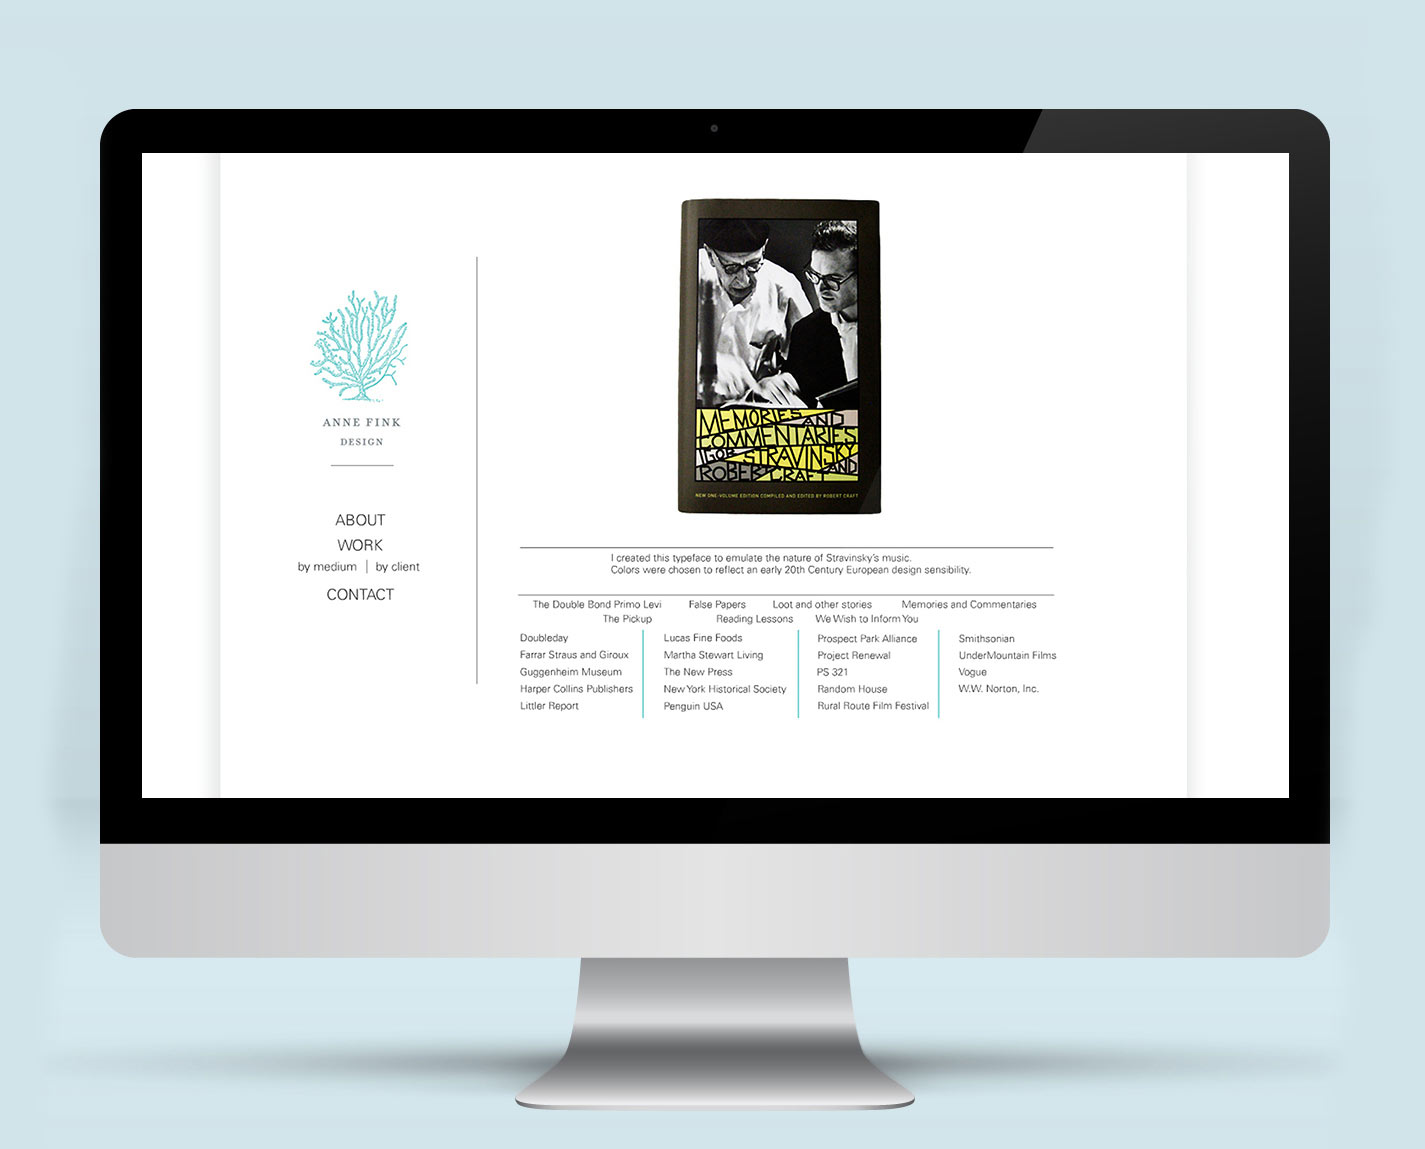 ANNE FINK
DESIGN
ABOUT
WORK
by medium | by client
CONTACT
MEMORIES AND
COMMENTARIES
IGOR STRAVINSKY
AND
ROBERT CRAFT
NEW ONE-VOLUME EDITION COMPILED AND EDITED BY ROBERT CRAFT
I created this typeface to emulate the nature of Stravinsky's music.
Colors were chosen to reflect an early 20th Century European design sensibility.
The Double Bond Primo Levi False Papers Loot and other stories Memories and Commentaries
The Pickup Reading Lessons We Wish to Inform You
Doubleday
Farrar Straus and Giroux
Guggenheim Museum
Harper Collins Publishers
Littler Report
Lucas Fine Foods
Martha Stewart Living
The New Press
New York Historical Society
Penguin USA
Prospect Park Alliance
Project Renewal
PS 321
Random House
Rural Route Film Festival
Smithsonian
UnderMountain Films
Vogue
W.W. Norton, Inc.